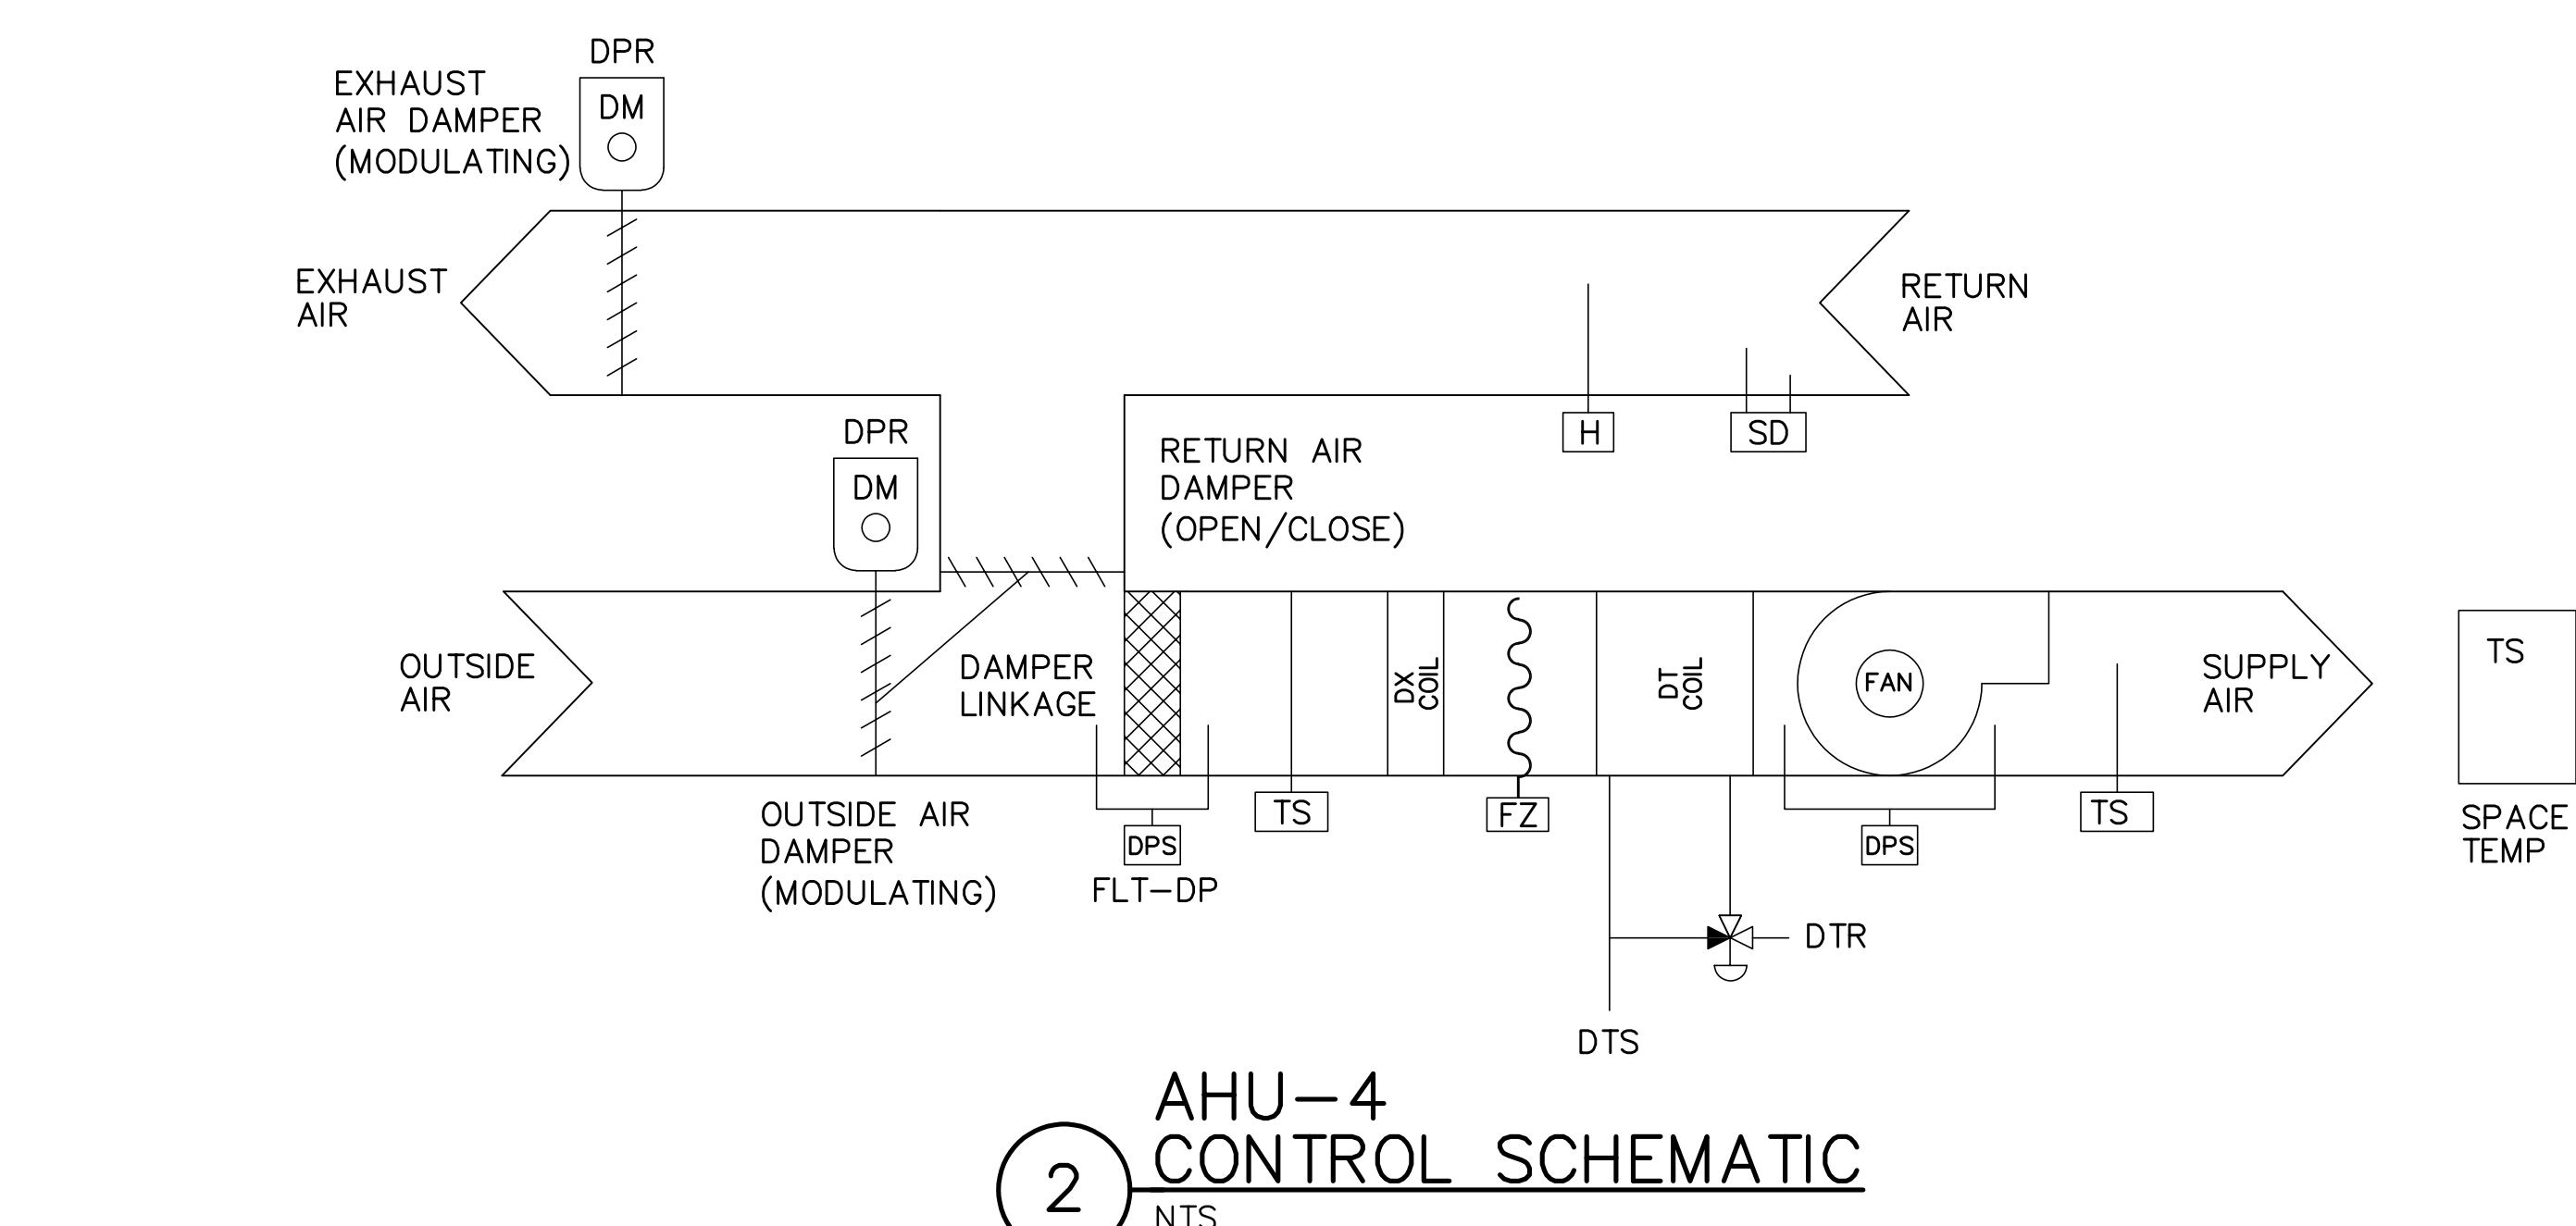 DPR
EXHAUST
AIR DAMPER
(MODULATING)
DM
EXHAUST
AIR
RETURN
AIR
DPR
DM
RETURN AIR
DAMPER
(OPEN/CLOSE)
H
SD
OUTSIDE
AIR
DAMPER
LINKAGE
DX
COIL
DT
COIL
FAN
SUPPLY
AIR
TS
SPACE
TEMP
OUTSIDE AIR
DAMPER
(MODULATING)
DPS
FLT-DP
TS
FZ
DPS
TS
DTR
DTS
2
AHU-4
CONTROL SCHEMATIC
NTS